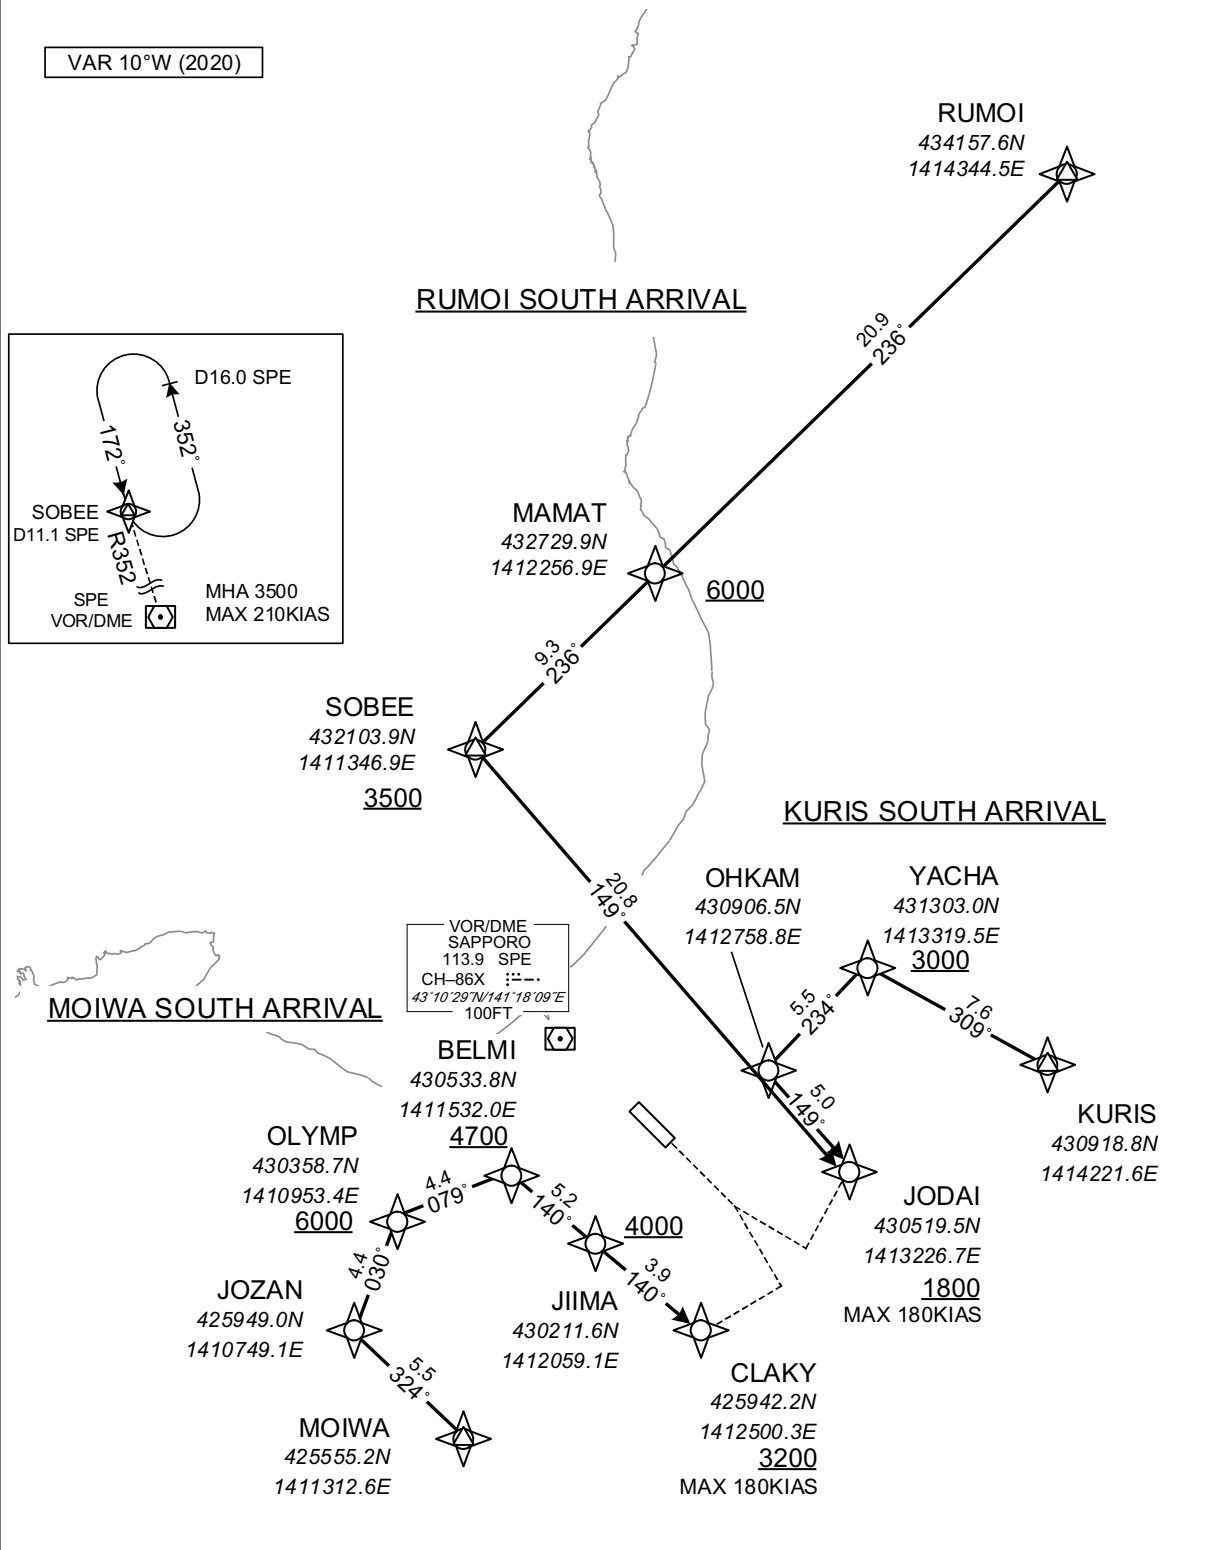 VAR 10°W (2020)
RUMOI
434157.6N
1414344.5E
RUMOI SOUTH ARRIVAL
20.9
236°
D16.0 SPE
172°
352°
SOBEE
D11.1 SPE
R352
SPE
VOR/DME
MHA 3500
MAX 210KIAS
MAMAT
432729.9N
1412256.9E
6000
9.3
236°
SOBEE
432103.9N
1411346.9E
3500
KURIS SOUTH ARRIVAL
20.8
149°
OHKAM
430906.5N
1412758.8E
YACHA
431303.0N
1413319.5E
3000
VOR/DME
SAPPORO
113.9 SPE
CH–86X
43°10′29″N/141°18′09″E
100FT
5.5
234°
7.6
309°
MOIWA SOUTH ARRIVAL
BELMI
430533.8N
1411532.0E
4700
5.0
149°
KURIS
430918.8N
1414221.6E
OLYMP
430358.7N
1410953.4E
6000
4.4
079°
5.2
140°
4000
JODAI
430519.5N
1413226.7E
1800
MAX 180KIAS
4.4
030°
3.9
140°
JOZAN
425949.0N
1410749.1E
JIIMA
430211.6N
1412059.1E
5.5
324°
CLAKY
425942.2N
1412500.3E
3200
MAX 180KIAS
MOIWA
425555.2N
1411312.6E